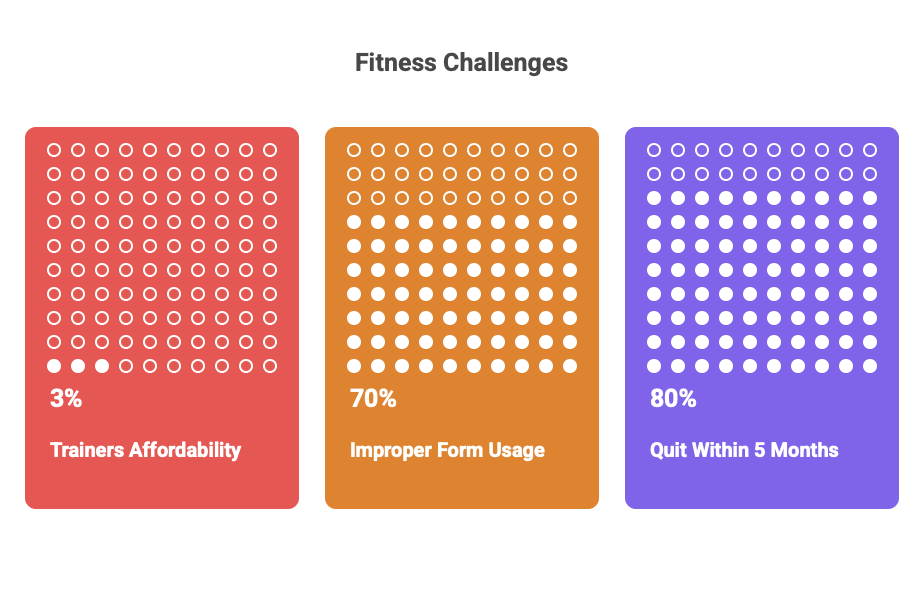 Fitness Challenges
3%
Trainers Affordability
70%
Improper Form Usage
80%
Quit Within 5 Months